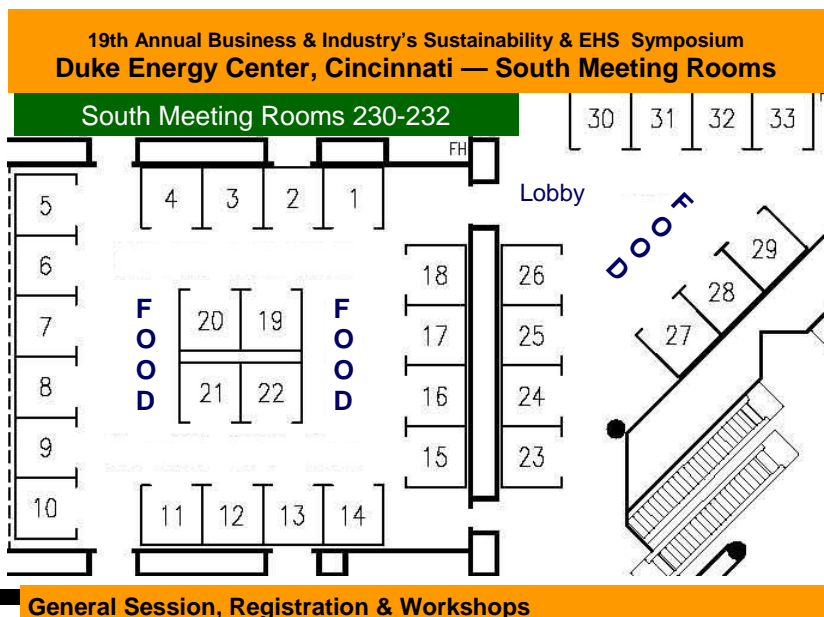 19th Annual Business & Industry's Sustainability & EHS Symposium
Duke Energy Center, Cincinnati — South Meeting Rooms
South Meeting Rooms 230-232
30 31 32 33
FH
Lobby
FOOD
5 4 3 2 1
6
7
8
9
10
18 26
17 25
16 24
15 23
29
28
27
FOOD
20 19
21 22
FOOD
11 12 13 14
General Session, Registration & Workshops